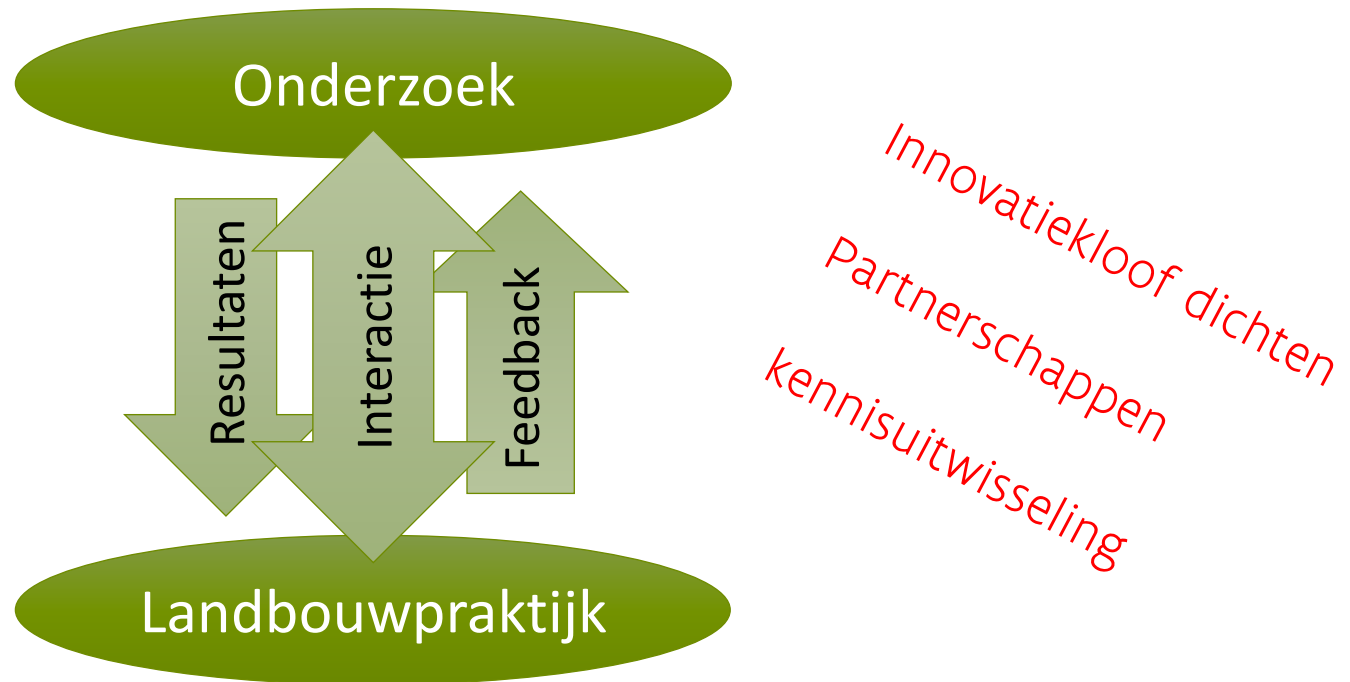 Onderzoek
Resultaten
Interactie
Feedback
Landbouwpraktijk
Innovatiekloof dichten
Partnerschappen
kennisuitwisseling